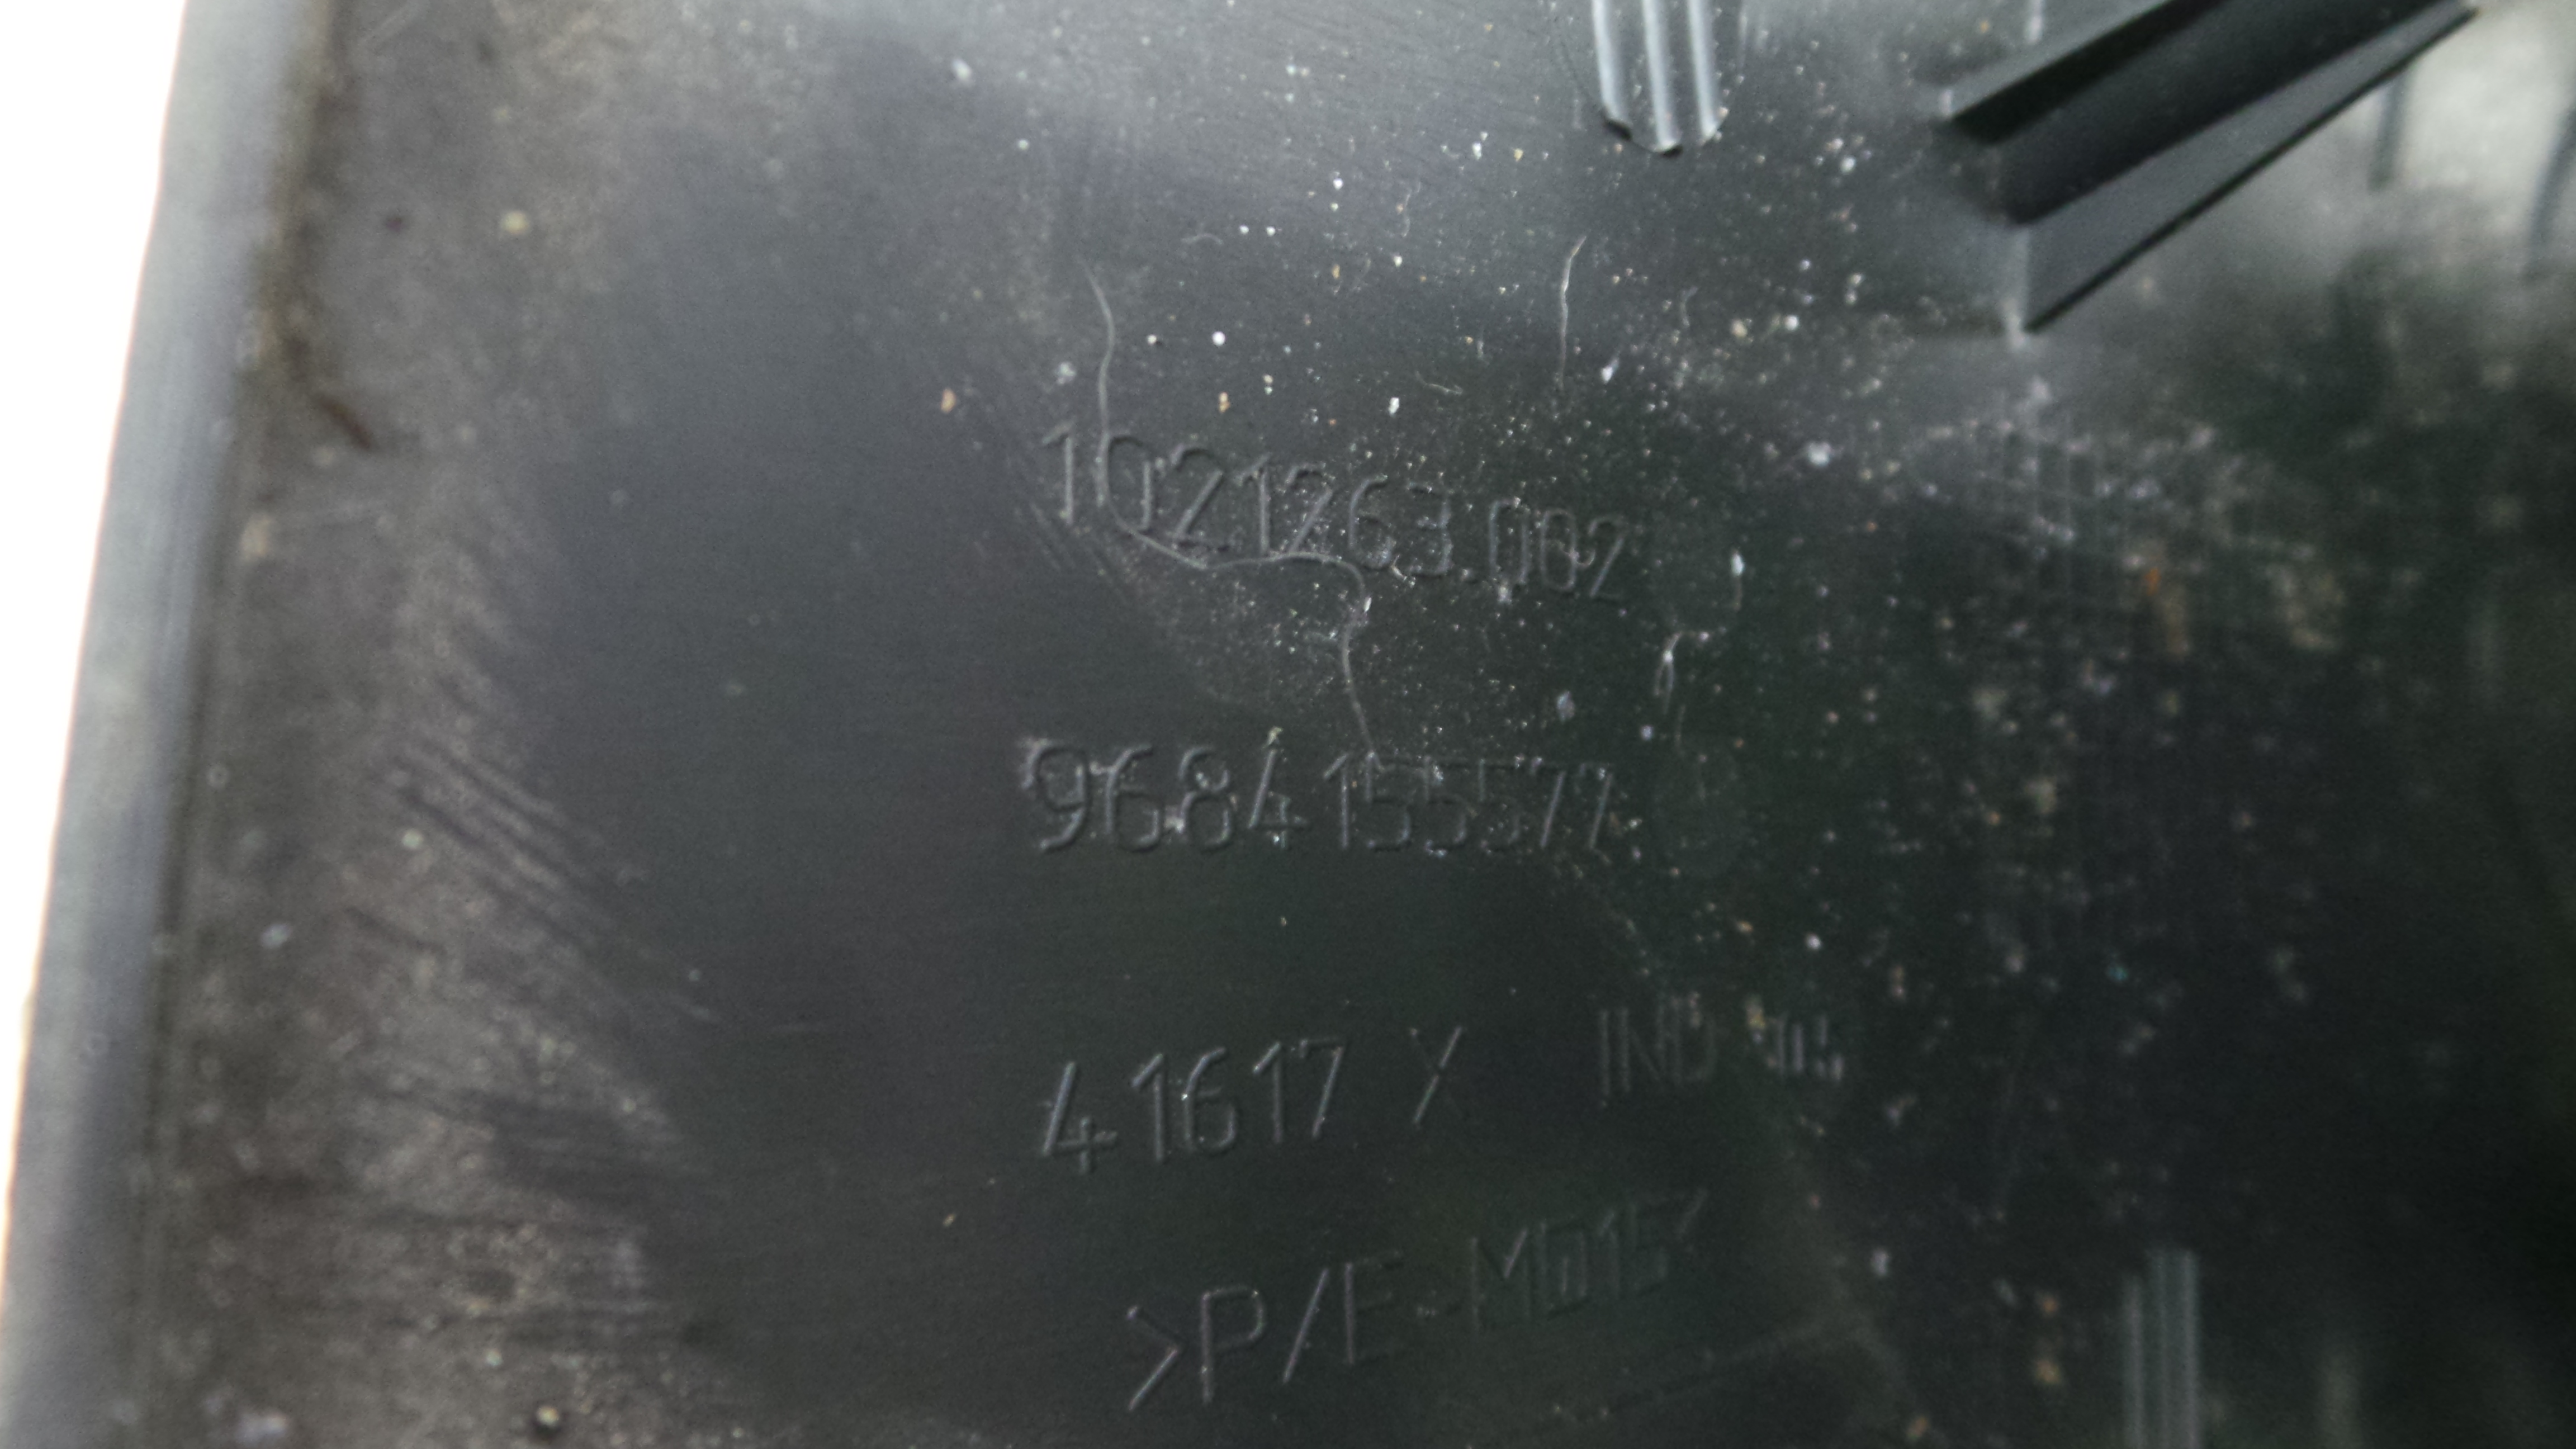 1021263.002
9684155577
41617 X IND
>P/E-MD15<